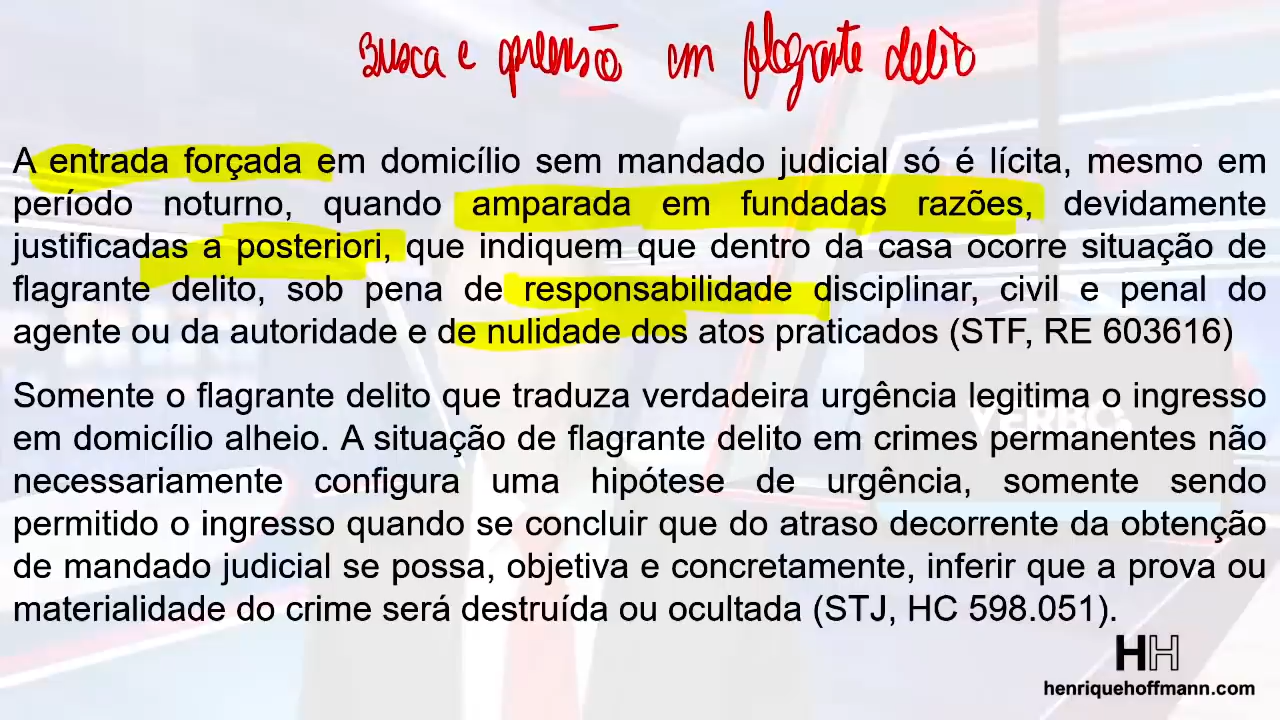 Busca e apreensão em flagrante delito
A entrada forçada em domicílio sem mandado judicial só é lícita, mesmo em
período noturno, quando amparada em fundadas razões, devidamente
justificadas a posteriori, que indiquem que dentro da casa ocorre situação de
flagrante delito, sob pena de responsabilidade disciplinar, civil e penal do
agente ou da autoridade e de nulidade dos atos praticados (STF, RE 603616)
Somente o flagrante delito que traduza verdadeira urgência legitima o ingresso
em domicílio alheio. A situação de flagrante delito em crimes permanentes não
necessariamente configura uma hipótese de urgência, somente sendo
permitido o ingresso quando se concluir que do atraso decorrente da obtenção
de mandado judicial se possa, objetiva e concretamente, inferir que a prova ou
materialidade do crime será destruída ou ocultada (STJ, HC 598.051).
HH
henriquehoffmann.com